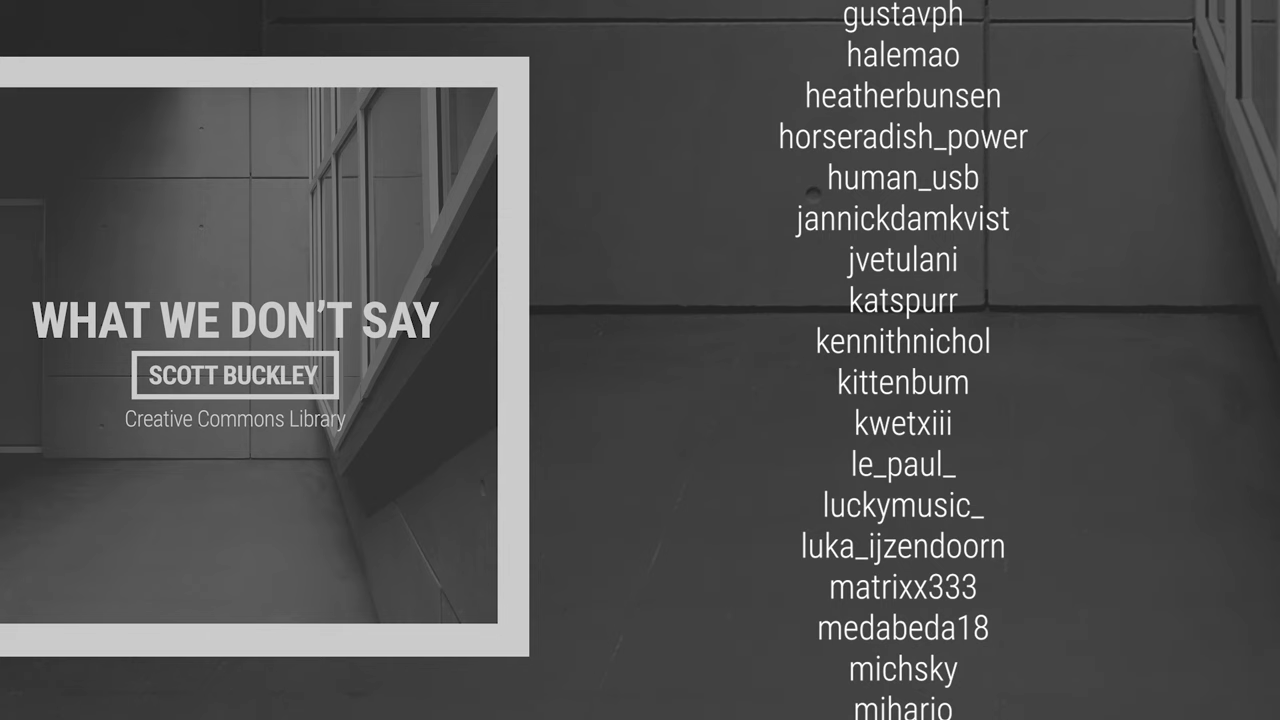 WHAT WE DON'T SAY
SCOTT BUCKLEY
Creative Commons Library
gustavph
halemao
heatherbunsen
horseradish_power
human_usb
jannickdamkvist
jvetulani
katspurr
kennithnichol
kittenbum
kwetxiii
le_paul_
luckymusic_
luka_ijzendoorn
matrixx333
medabeda18
michsky